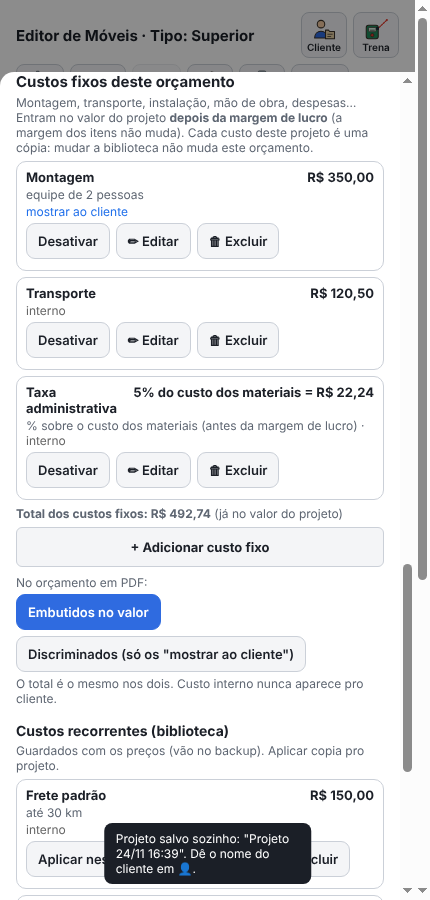 Editor de Móveis · Tipo: Superior
Cliente
Trena
Custos fixos deste orçamento
Montagem, transporte, instalação, mão de obra, despesas...
Entram no valor do projeto depois da margem de lucro (a
margem dos itens não muda). Cada custo deste projeto é uma
cópia: mudar a biblioteca não muda este orçamento.
Montagem R$ 350,00
equipe de 2 pessoas
mostrar ao cliente
Desativar ✏ Editar 🗑 Excluir
Transporte R$ 120,50
interno
Desativar ✏ Editar 🗑 Excluir
Taxa 5% do custo dos materiais = R$ 22,24
administrativa
% sobre o custo dos materiais (antes da margem de lucro) ·
interno
Desativar ✏ Editar 🗑 Excluir
Total dos custos fixos: R$ 492,74 (já no valor do projeto)
+ Adicionar custo fixo
No orçamento em PDF:
Embutidos no valor
Discriminados (só os "mostrar ao cliente")
O total é o mesmo nos dois. Custo interno nunca aparece pro
cliente.
Custos recorrentes (biblioteca)
Guardados com os preços (vão no backup). Aplicar copia pro
projeto.
Frete padrão R$ 150,00
até 30 km
interno
Aplicar
Projeto salvo sozinho: "Projeto
24/11 16:39". Dê o nome do
cliente em 👤.